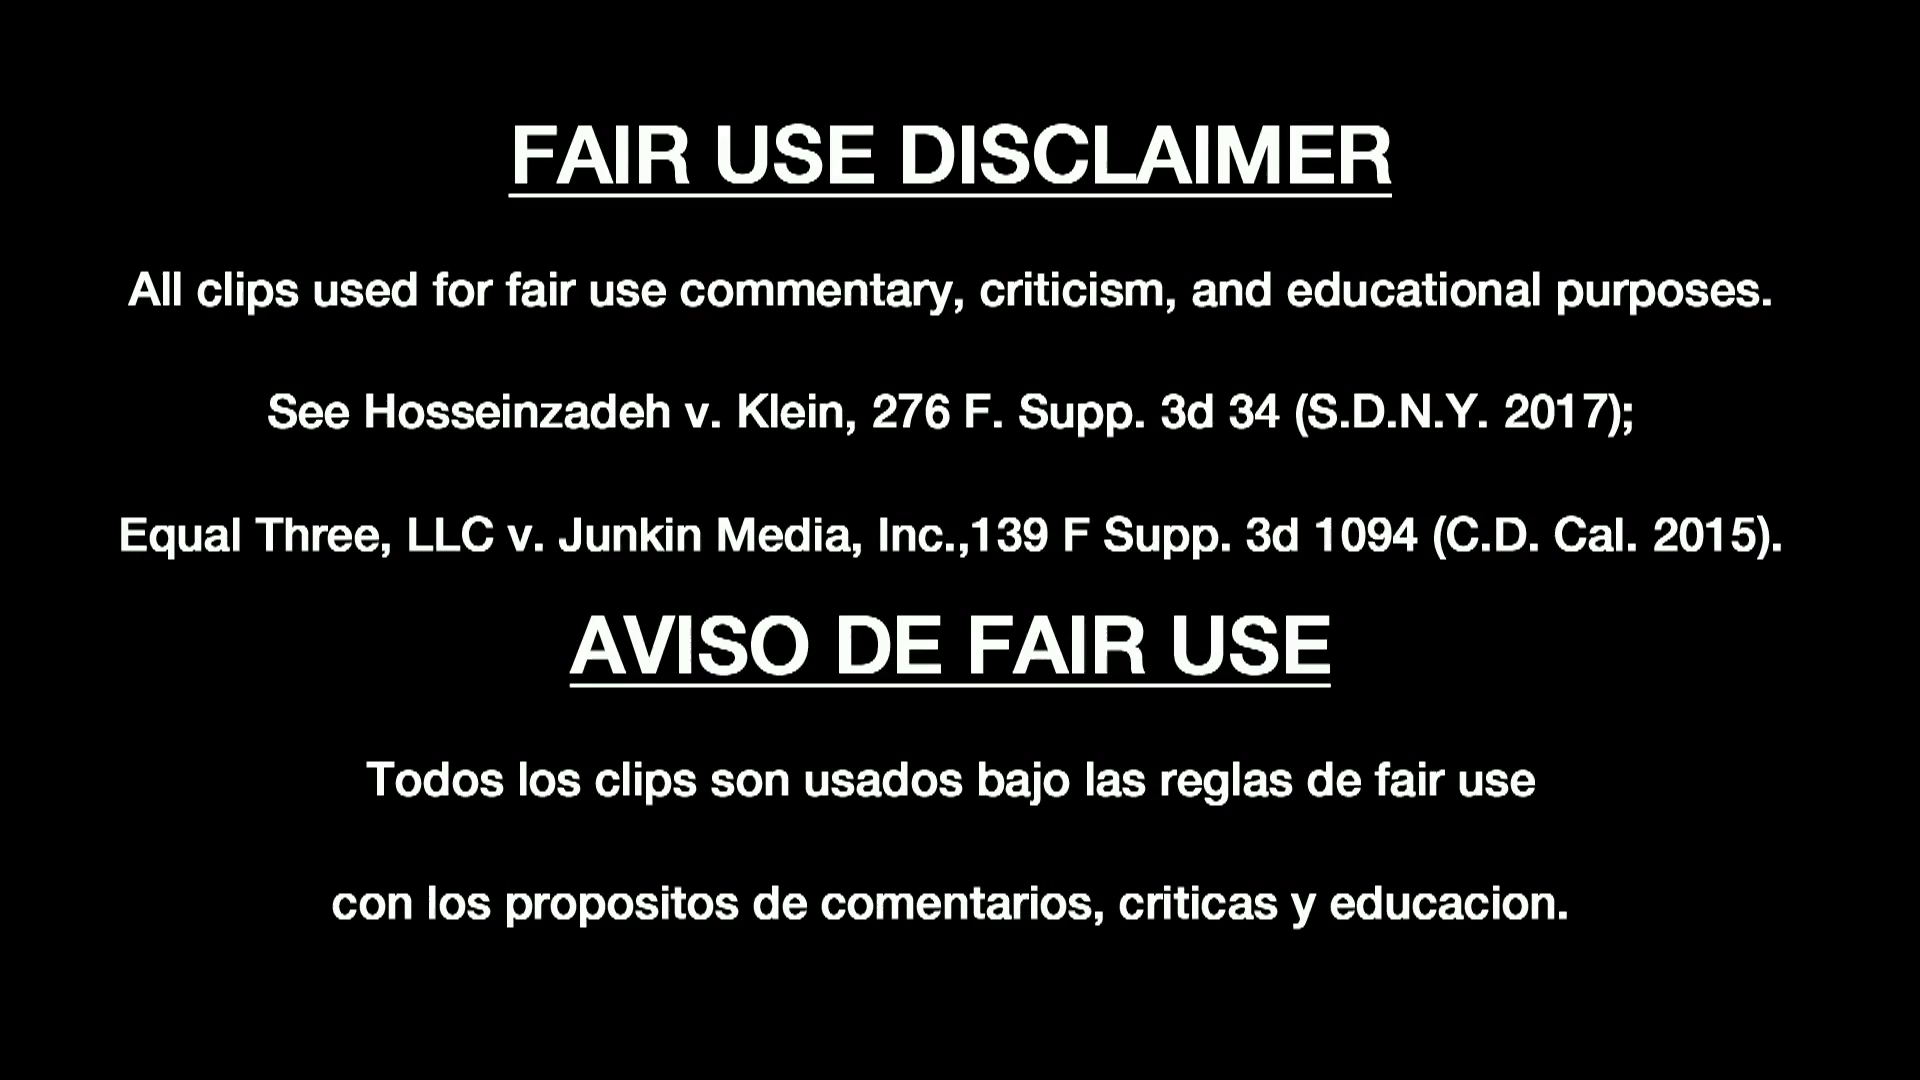 FAIR USE DISCLAIMER
All clips used for fair use commentary, criticism, and educational purposes.
See Hosseinzadeh v. Klein, 276 F. Supp. 3d 34 (S.D.N.Y. 2017);
Equal Three, LLC v. Junkin Media, Inc.,139 F Supp. 3d 1094 (C.D. Cal. 2015).
AVISO DE FAIR USE
Todos los clips son usados bajo las reglas de fair use
con los propositos de comentarios, criticas y educacion.